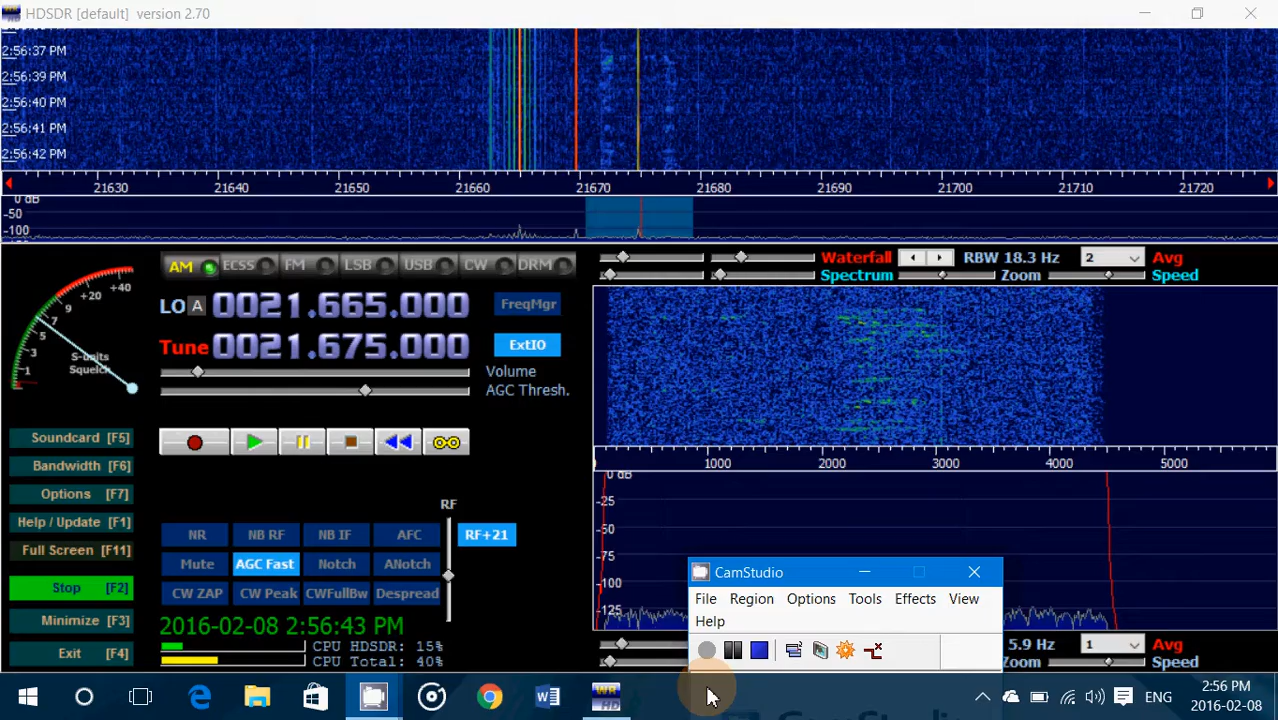 HDSDR [default] version 2.70
2:56:37 PM
2:56:39 PM
2:56:40 PM
2:56:41 PM
2:56:42 PM
21630 21640 21650 21660 21670 21680 21690 21700 21710 21720
0 dB
-50
-100
AM ECSS FM LSB USB CW DRM
Waterfall RBW 18.3 Hz 2 Avg
Spectrum Zoom Speed
+40
+20
9
7
5
3
1
S-units
Squelch
LO A 0021.665.000 FreqMgr
Tune 0021.675.000 ExtIO
Volume
AGC Thresh.
Soundcard [F5]
Bandwidth [F6]
Options [F7]
Help / Update [F1]
Full Screen [F11]
Stop [F2]
Minimize [F3]
Exit [F4]
RF
NR NB RF NB IF AFC RF+21
Mute AGC Fast Notch ANotch
CW ZAP CW Peak CWFullBw Despread
2016-02-08 2:56:43 PM
CPU HDSDR: 15%
CPU Total: 40%
1000 2000 3000 4000 5000
0 dB
-25
-50
-75
-100
-125
CamStudio
File Region Options Tools Effects View
Help
5.9 Hz 1 Avg
Zoom Speed
W
WR
HD
ENG
2:56 PM
2016-02-08